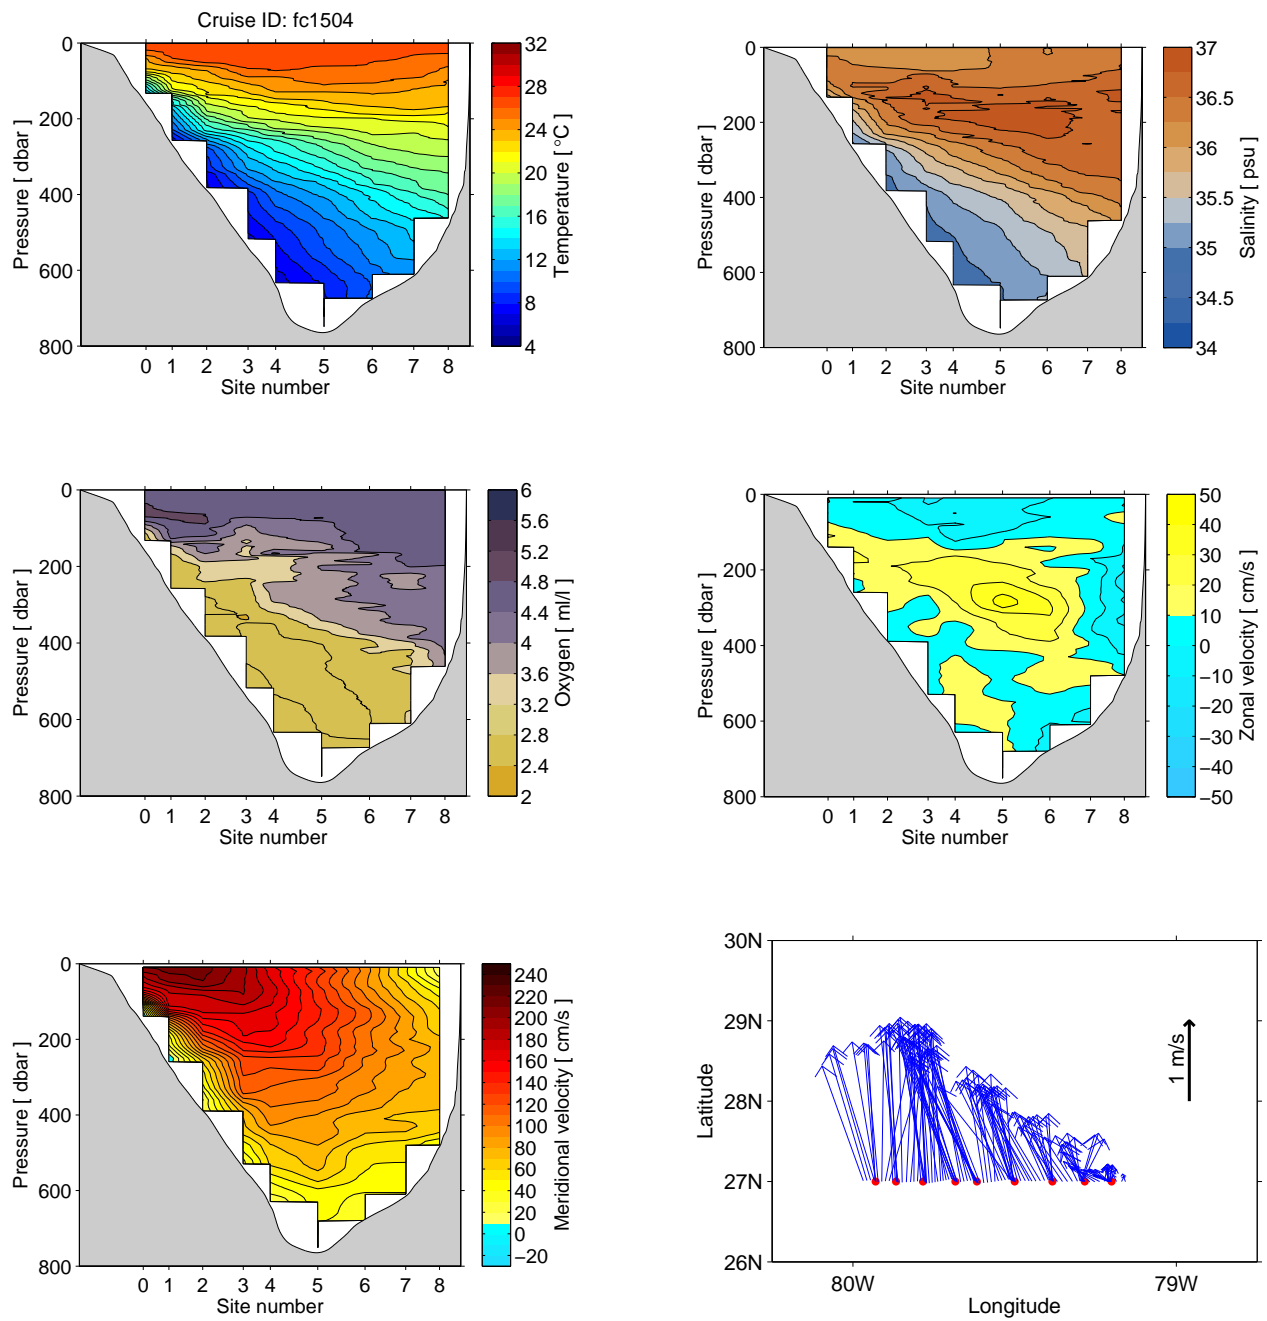 Cruise ID: fc1504
0
200
400
600
800
Pressure [ dbar ]
0 1 2 3 4 5 6 7 8
Site number
32
28
24
20
16
12
8
4
Temperature [ °C ]
0
200
400
600
800
Pressure [ dbar ]
0 1 2 3 4 5 6 7 8
Site number
37
36.5
36
35.5
35
34.5
34
Salinity [ psu ]
0
200
400
600
800
Pressure [ dbar ]
0 1 2 3 4 5 6 7 8
Site number
6
5.6
5.2
4.8
4.4
4
3.6
3.2
2.8
2.4
2
Oxygen [ ml/l ]
0
200
400
600
800
Pressure [ dbar ]
0 1 2 3 4 5 6 7 8
Site number
50
40
30
20
10
0
−10
−20
−30
−40
−50
Zonal velocity [ cm/s ]
0
200
400
600
800
Pressure [ dbar ]
0 1 2 3 4 5 6 7 8
Site number
240
220
200
180
160
140
120
100
80
60
40
20
0
−20
Meridional velocity [ cm/s ]
30N
29N
28N
27N
26N
Latitude
1 m/s
80W 79W
Longitude